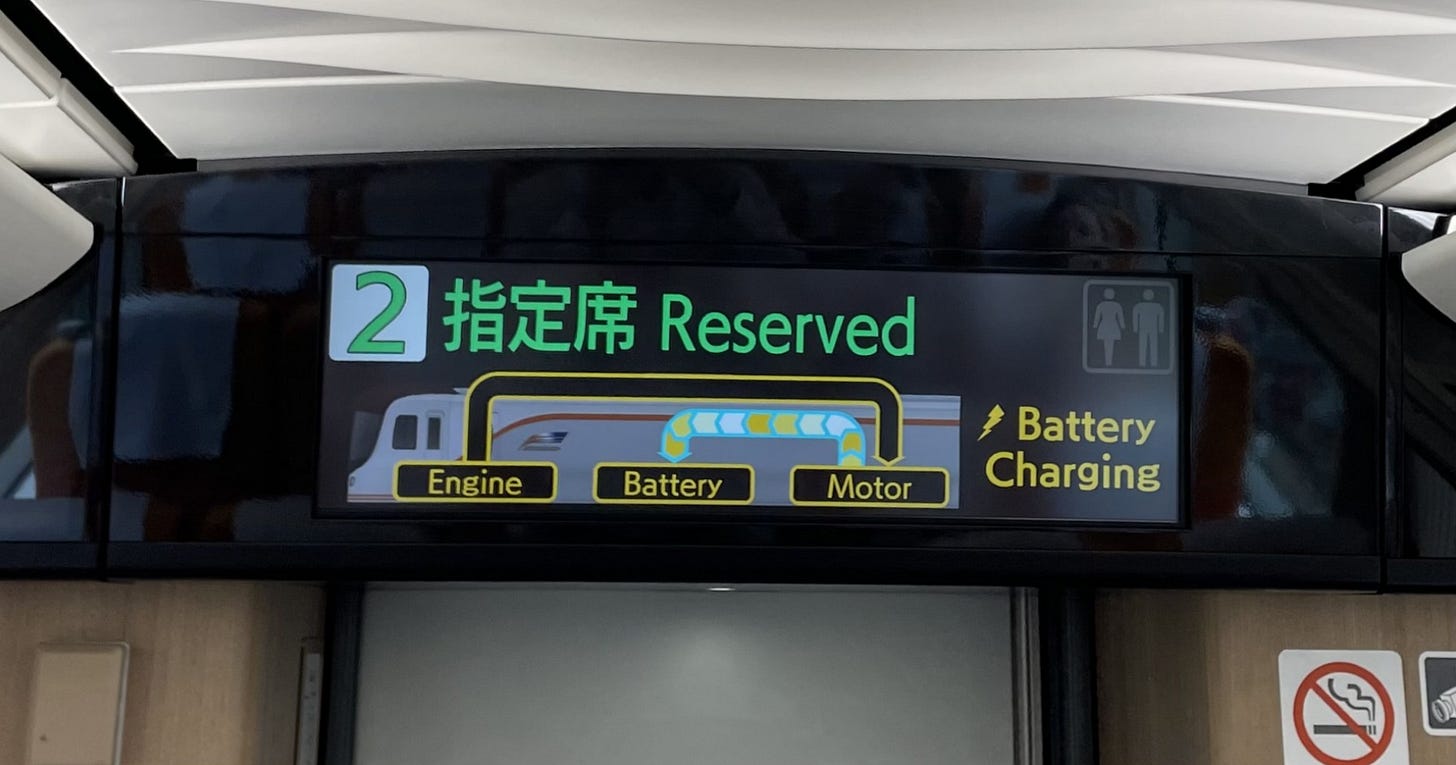 2 指定席 Reserved
Engine Battery Motor
Battery
Charging